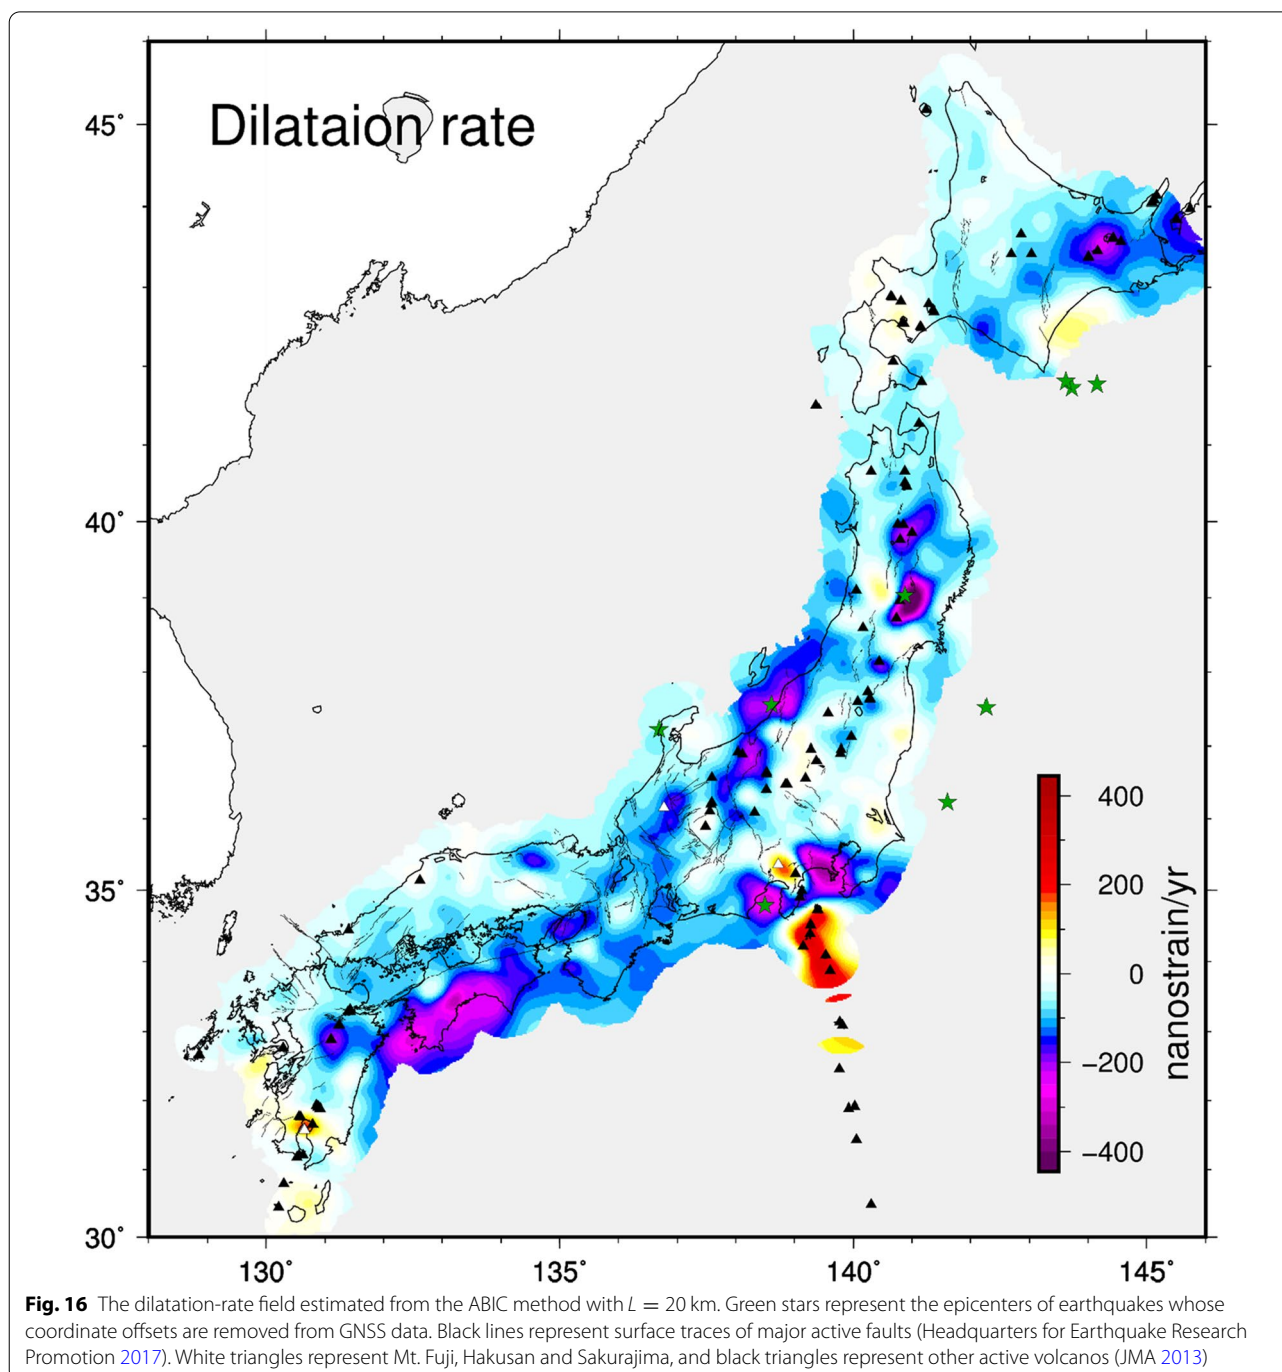 Dilataion rate
45˚
40˚
35˚
30˚
130˚ 135˚ 140˚ 145˚
400
200
0
−200
−400
nanostrain/yr
Fig. 16 The dilatation-rate field estimated from the ABIC method with L = 20 km. Green stars represent the epicenters of earthquakes whose
coordinate offsets are removed from GNSS data. Black lines represent surface traces of major active faults (Headquarters for Earthquake Research
Promotion 2017). White triangles represent Mt. Fuji, Hakusan and Sakurajima, and black triangles represent other active volcanos (JMA 2013)